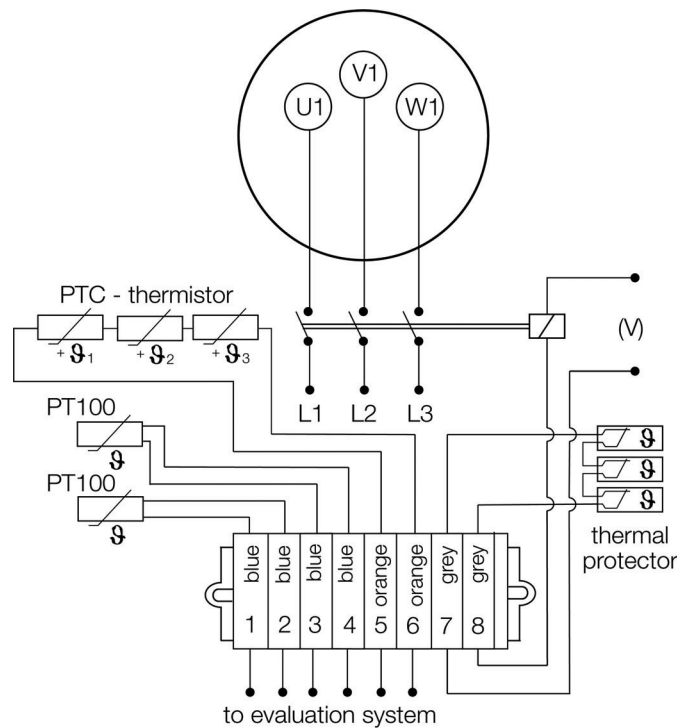 U1
V1
W1
PTC - thermistor
+ ϑ1
+ ϑ2
+ ϑ3
(V)
L1 L2 L3
PT100
ϑ
PT100
ϑ
ϑ
ϑ
ϑ
thermal
protector
blue blue blue blue orange orange grey grey
1 2 3 4 5 6 7 8
to evaluation system